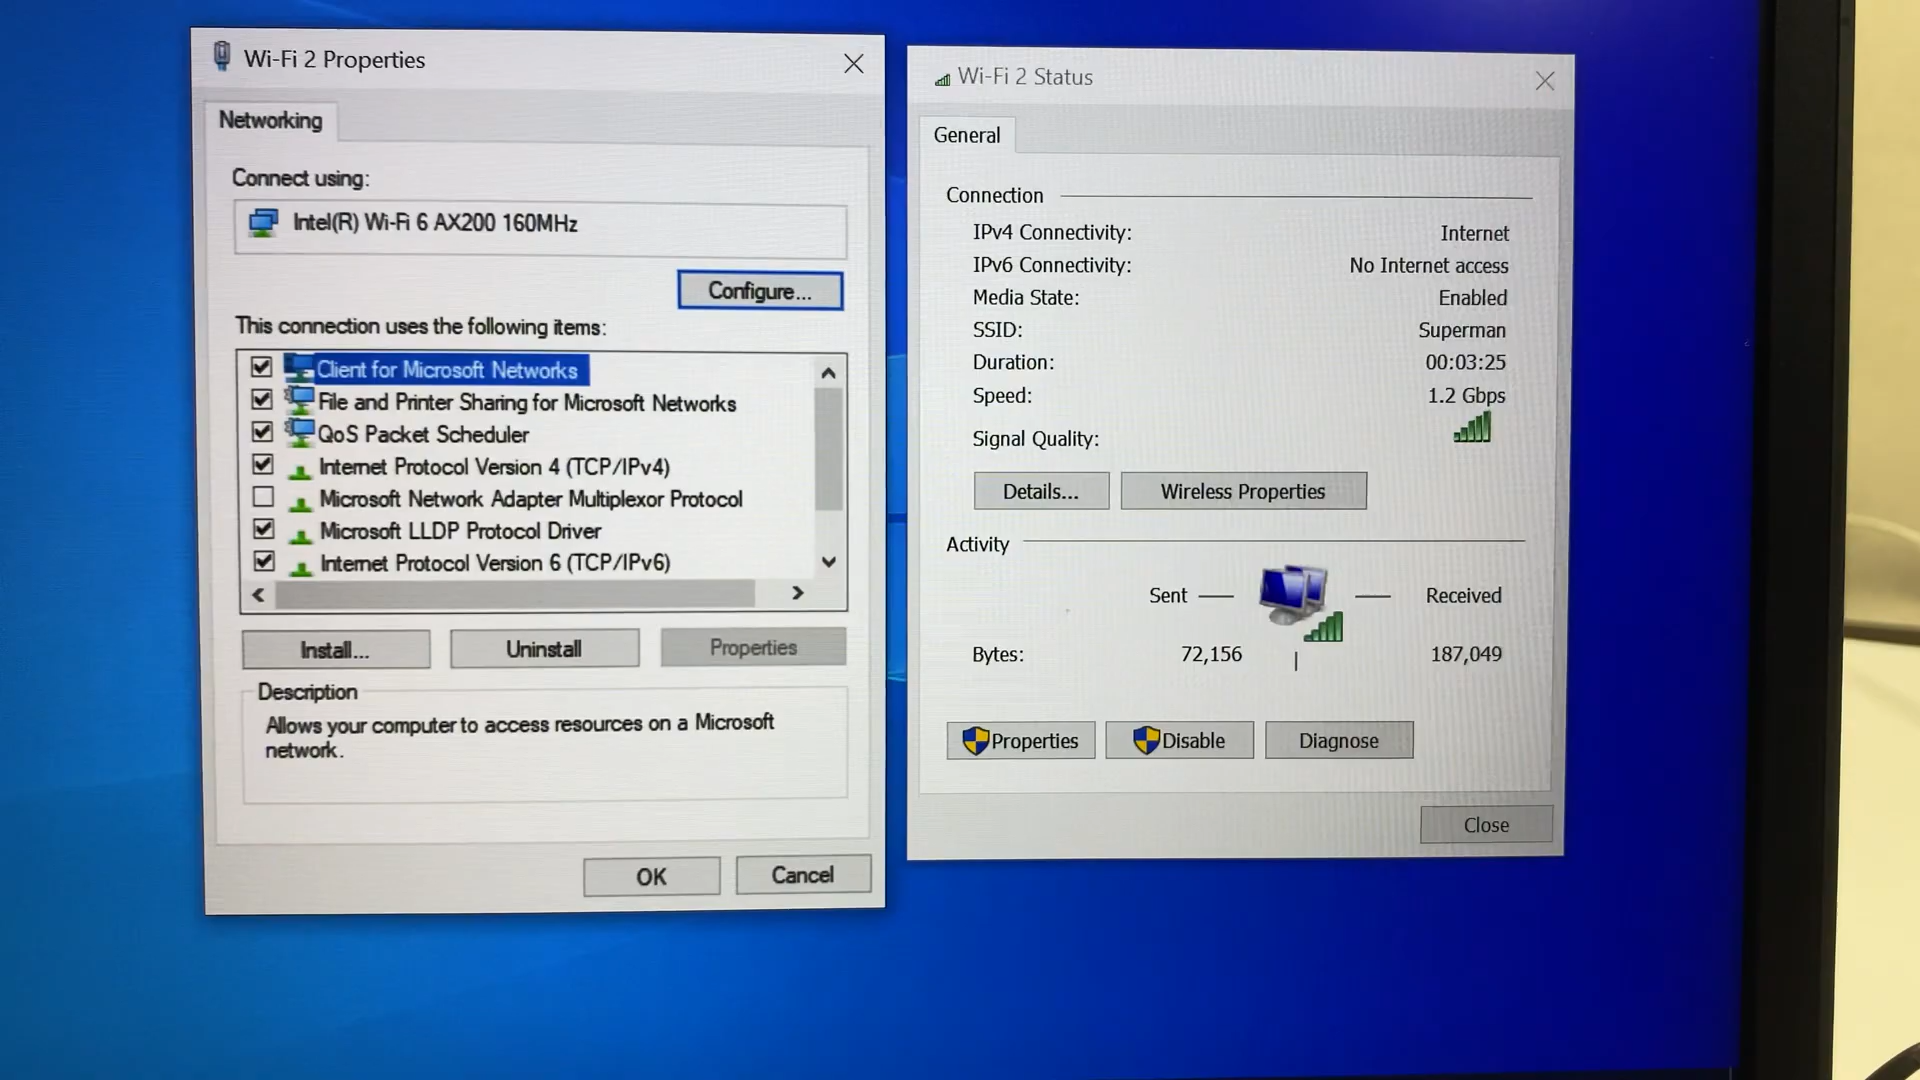 Wi-Fi 2 Properties
Networking
Connect using:
Intel(R) Wi-Fi 6 AX200 160MHz
Configure...
This connection uses the following items:
Client for Microsoft Networks
File and Printer Sharing for Microsoft Networks
QoS Packet Scheduler
Internet Protocol Version 4 (TCP/IPv4)
Microsoft Network Adapter Multiplexor Protocol
Microsoft LLDP Protocol Driver
Internet Protocol Version 6 (TCP/IPv6)
Install...
Uninstall
Properties
Description
Allows your computer to access resources on a Microsoft
network.
OK
Cancel
Wi-Fi 2 Status
General
Connection
IPv4 Connectivity: Internet
IPv6 Connectivity: No Internet access
Media State: Enabled
SSID: Superman
Duration: 00:03:25
Speed: 1.2 Gbps
Signal Quality:
Details...
Wireless Properties
Activity
Sent — — Received
Bytes: 72,156 | 187,049
Properties
Disable
Diagnose
Close